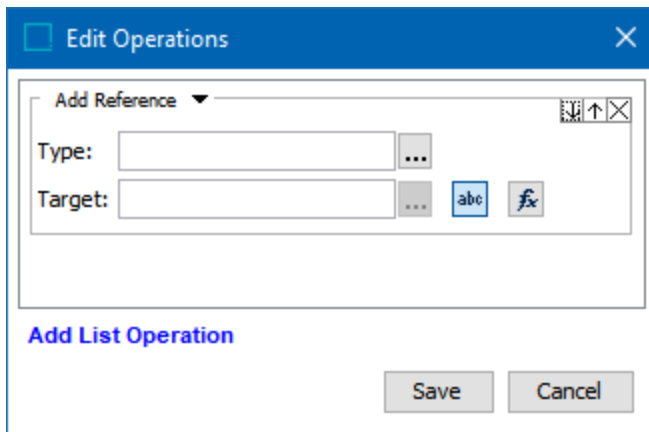 Edit Operations
Add Reference
Type:
...
Target:
...
abc
fx
Add List Operation
Save
Cancel